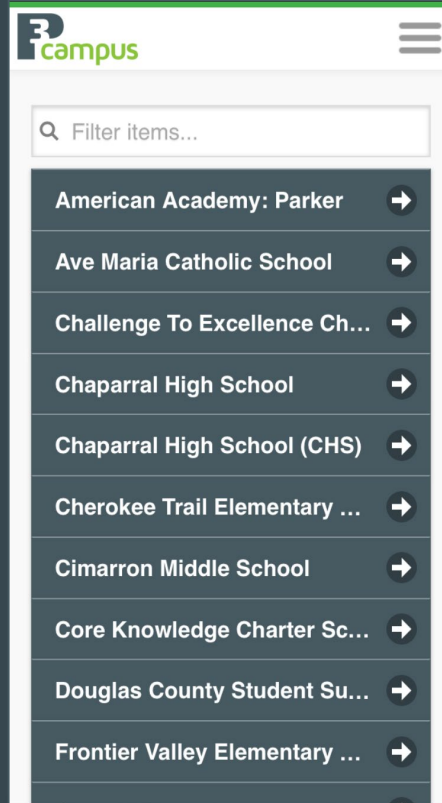 P3
campus
Filter items...
American Academy: Parker
Ave Maria Catholic School
Challenge To Excellence Ch...
Chaparral High School
Chaparral High School (CHS)
Cherokee Trail Elementary ...
Cimarron Middle School
Core Knowledge Charter Sc...
Douglas County Student Su...
Frontier Valley Elementary ...